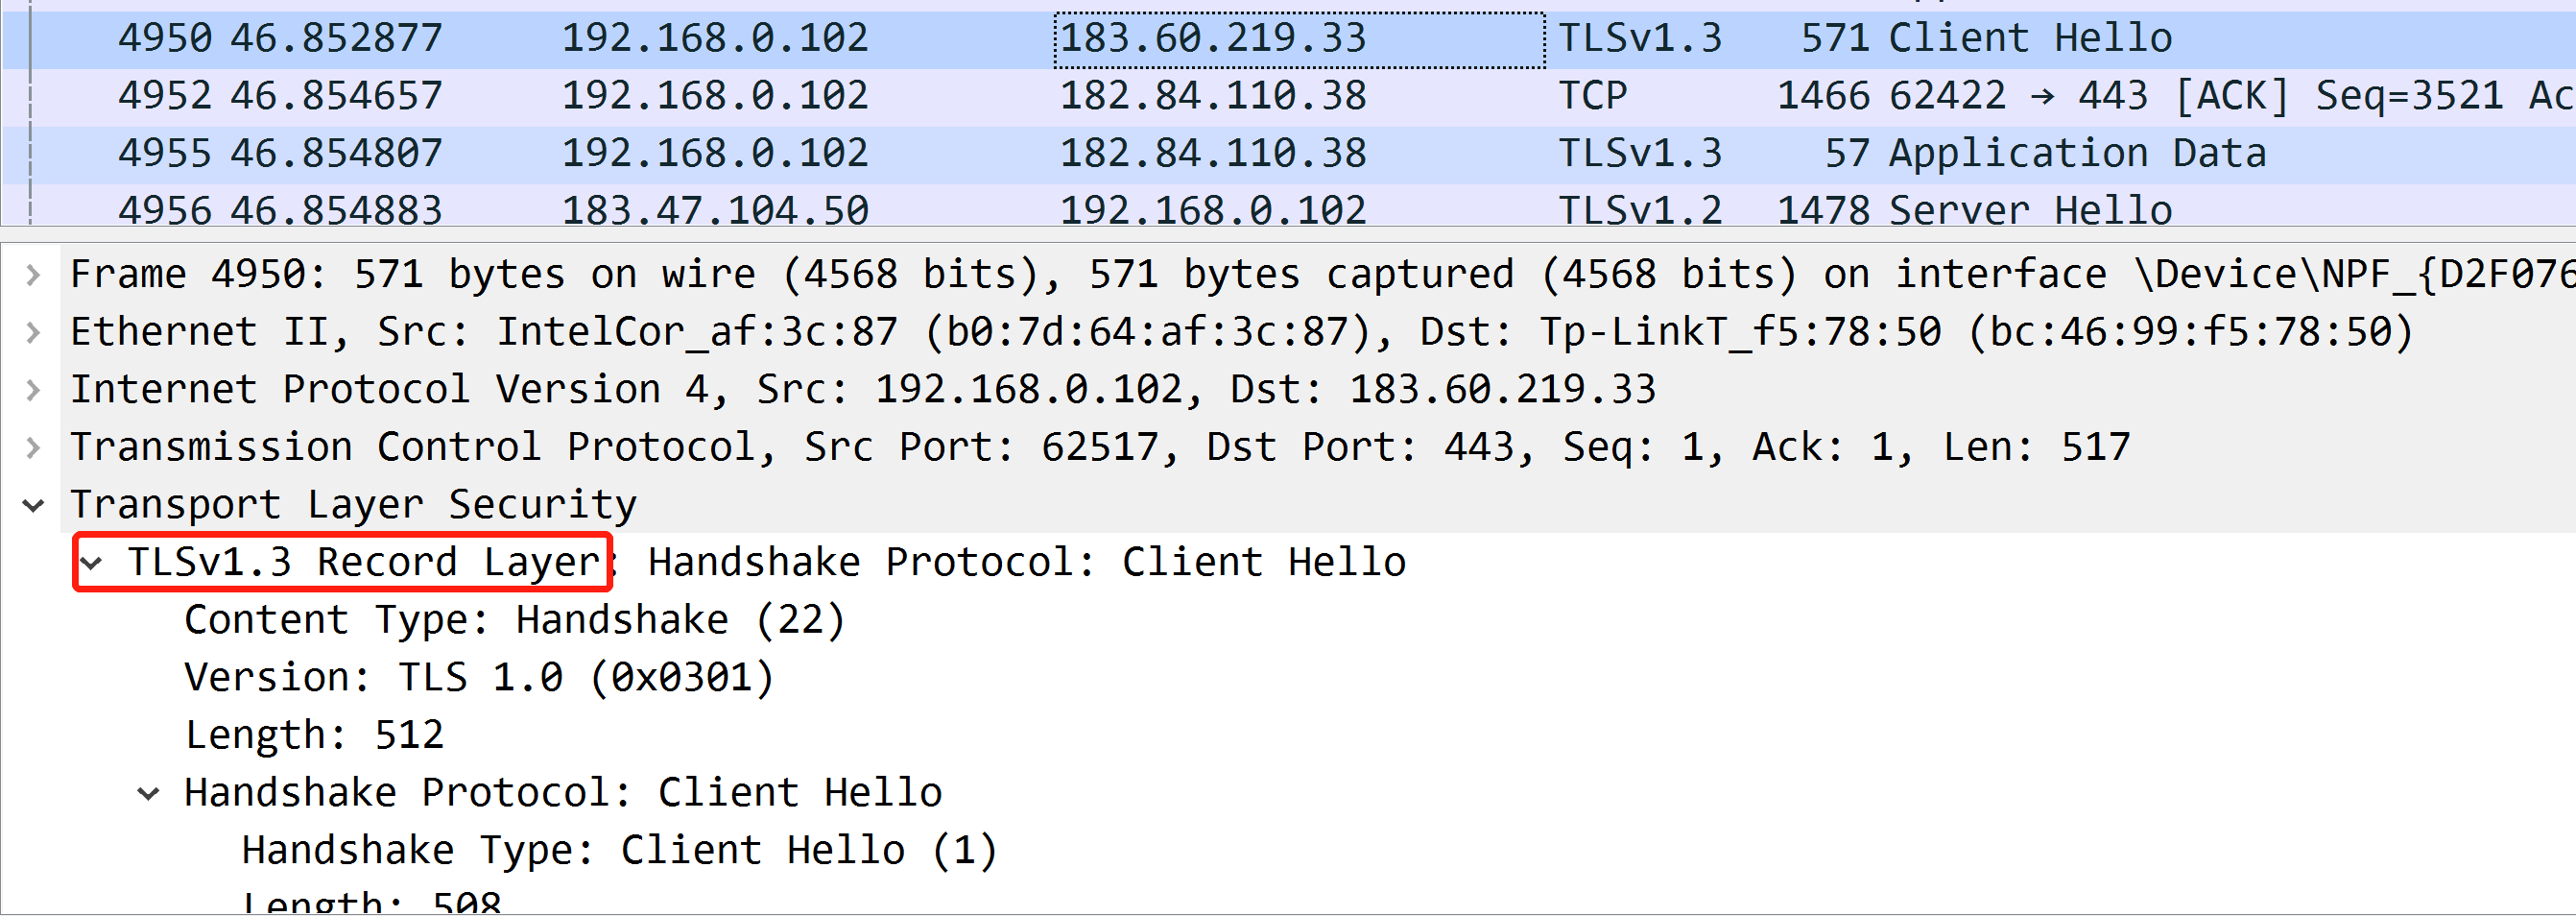 4950 46.852877 192.168.0.102 183.60.219.33 TLSv1.3 571 Client Hello
4952 46.854657 192.168.0.102 182.84.110.38 TCP 1466 62422 → 443 [ACK] Seq=3521 Ac
4955 46.854807 192.168.0.102 182.84.110.38 TLSv1.3 57 Application Data
4956 46.854883 183.47.104.50 192.168.0.102 TLSv1.2 1478 Server Hello
Frame 4950: 571 bytes on wire (4568 bits), 571 bytes captured (4568 bits) on interface \Device\NPF_{D2F076
Ethernet II, Src: IntelCor_af:3c:87 (b0:7d:64:af:3c:87), Dst: Tp-LinkT_f5:78:50 (bc:46:99:f5:78:50)
Internet Protocol Version 4, Src: 192.168.0.102, Dst: 183.60.219.33
Transmission Control Protocol, Src Port: 62517, Dst Port: 443, Seq: 1, Ack: 1, Len: 517
Transport Layer Security
TLSv1.3 Record Layer: Handshake Protocol: Client Hello
Content Type: Handshake (22)
Version: TLS 1.0 (0x0301)
Length: 512
Handshake Protocol: Client Hello
Handshake Type: Client Hello (1)
Length: 508